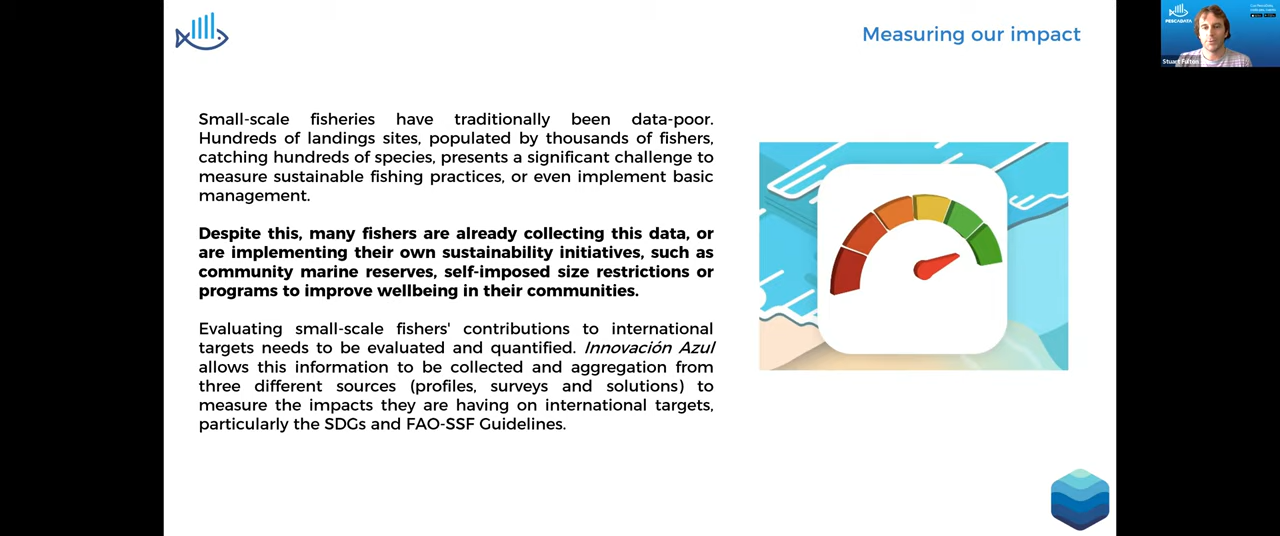 Measuring our impact
Small-scale fisheries have traditionally been data-poor.
Hundreds of landings sites, populated by thousands of fishers,
catching hundreds of species, presents a significant challenge to
measure sustainable fishing practices, or even implement basic
management.
Despite this, many fishers are already collecting this data, or
are implementing their own sustainability initiatives, such as
community marine reserves, self-imposed size restrictions or
programs to improve wellbeing in their communities.
Evaluating small-scale fishers' contributions to international
targets needs to be evaluated and quantified. Innovación Azul
allows this information to be collected and aggregation from
three different sources (profiles, surveys and solutions) to
measure the impacts they are having on international targets,
particularly the SDGs and FAO-SSF Guidelines.
PESCADATA
Stuart Fulton